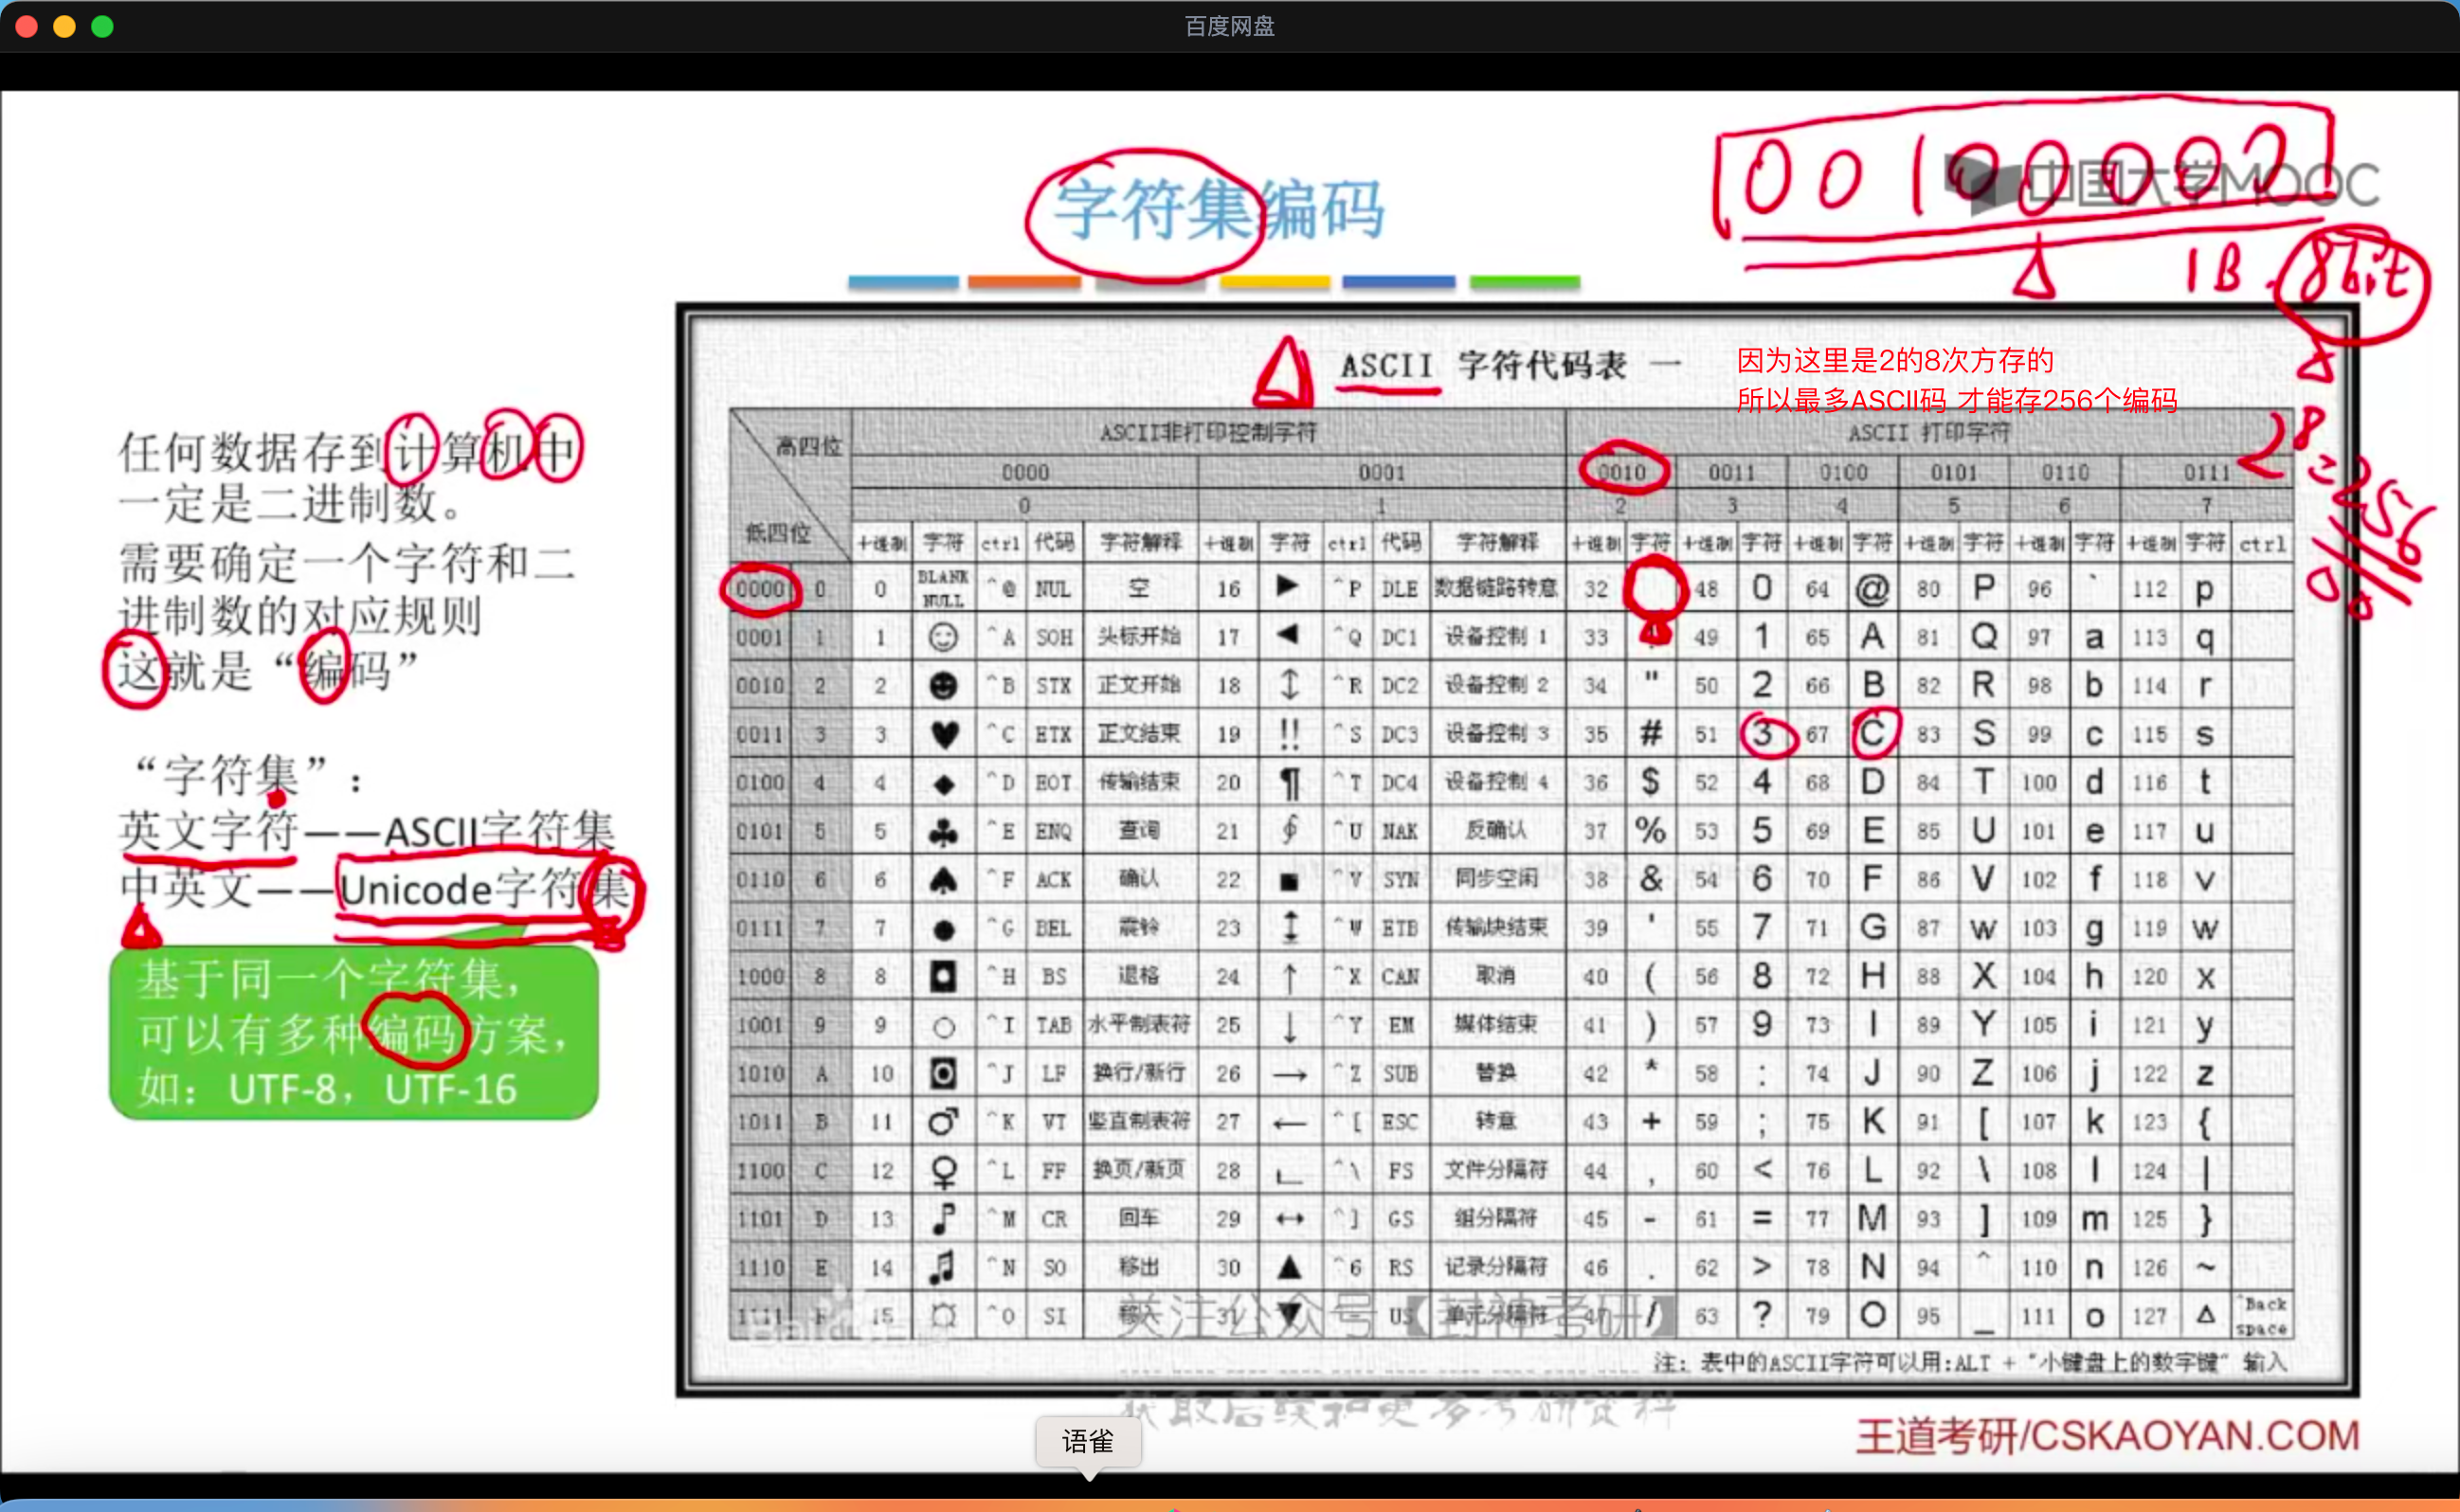 百度网盘
00100000
中国大学MOOC
字符集编码
1B.8bit
ASCII 字符代码表 一
因为这里是2的8次方存的
所以最多ASCII码 才能存256个编码
2⁸=256
任何数据存到计算机中
一定是二进制数。
需要确定一个字符和二
进制数的对应规则
这就是“编码”
“字符集”：
英文字符——ASCII字符集
中英文——Unicode字符集
基于同一个字符集，
可以有多种编码方案，
如：UTF-8，UTF-16
高四位 ASCII非打印控制字符 ASCII 打印字符
0000 0001 0010 0011 0100 0101 0110 0111
低四位 0 1 2 3 4 5 6 7
十进制 字符 ctrl 代码 字符解释 十进制 字符 ctrl 代码 字符解释 十进制 字符 十进制 字符 十进制 字符 十进制 字符 十进制 字符 十进制 字符 ctrl
0000 0 0 BLANK NULL ^@ NUL 空 16 ► ^P DLE 数据链路转意 32 48 0 64 @ 80 P 96 ` 112 p
0001 1 1 ☺ ^A SOH 头标开始 17 ◄ ^Q DC1 设备控制 1 33 49 1 65 A 81 Q 97 a 113 q
0010 2 2 ☻ ^B STX 正文开始 18 ↕ ^R DC2 设备控制 2 34 " 50 2 66 B 82 R 98 b 114 r
0011 3 3 ♥ ^C ETX 正文结束 19 ‼ ^S DC3 设备控制 3 35 # 51 3 67 C 83 S 99 c 115 s
0100 4 4 ♦ ^D EOT 传输结束 20 ¶ ^T DC4 设备控制 4 36 $ 52 4 68 D 84 T 100 d 116 t
0101 5 5 ♣ ^E ENQ 查询 21 ∮ ^U NAK 反确认 37 % 53 5 69 E 85 U 101 e 117 u
0110 6 6 ♠ ^F ACK 确认 22 ■ ^V SYN 同步空闲 38 & 54 6 70 F 86 V 102 f 118 v
0111 7 7 ● ^G BEL 震铃 23 ↨ ^W ETB 传输块结束 39 ' 55 7 71 G 87 w 103 g 119 w
1000 8 8 ◘ ^H BS 退格 24 ↑ ^X CAN 取消 40 ( 56 8 72 H 88 X 104 h 120 x
1001 9 9 ○ ^I TAB 水平制表符 25 ↓ ^Y EM 媒体结束 41 ) 57 9 73 I 89 Y 105 i 121 y
1010 A 10 ◙ ^J LF 换行/新行 26 → ^Z SUB 替换 42 * 58 : 74 J 90 Z 106 j 122 z
1011 B 11 ♂ ^K VT 竖直制表符 27 ← ^[ ESC 转意 43 + 59 ; 75 K 91 [ 107 k 123 {
1100 C 12 ♀ ^L FF 换页/新页 28 ∟ ^\ FS 文件分隔符 44 , 60 < 76 L 92 \ 108 l 124 |
1101 D 13 ♪ ^M CR 回车 29 ↔ ^] GS 组分隔符 45 - 61 = 77 M 93 ] 109 m 125 }
1110 E 14 ♫ ^N SO 移出 30 ▲ ^6 RS 记录分隔符 46 . 62 > 78 N 94 ^ 110 n 126 ~
1111 F 15 ☼ ^O SI 移入 31 ▼ US 单元分隔符 47 / 63 ? 79 O 95 _ 111 o 127 Δ ^Back space
关注公众号【封神考研】
注：表中的ASCII字符可以用:ALT + "小键盘上的数字键" 输入
获取后续和更多考研资料
语雀
王道考研/CSKAOYAN.COM